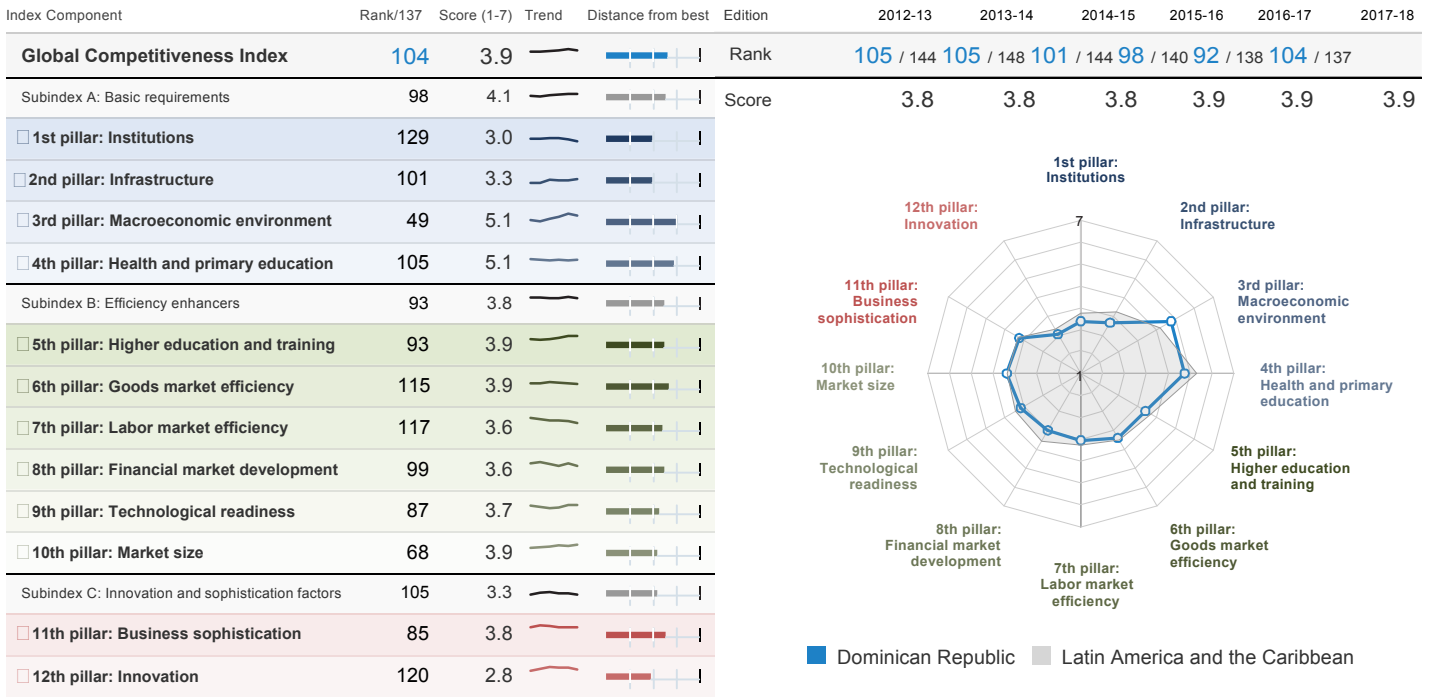 Index Component Rank/137 Score (1-7) Trend Distance from best
Global Competitiveness Index 104 3.9
Subindex A: Basic requirements 98 4.1
1st pillar: Institutions 129 3.0
2nd pillar: Infrastructure 101 3.3
3rd pillar: Macroeconomic environment 49 5.1
4th pillar: Health and primary education 105 5.1
Subindex B: Efficiency enhancers 93 3.8
5th pillar: Higher education and training 93 3.9
6th pillar: Goods market efficiency 115 3.9
7th pillar: Labor market efficiency 117 3.6
8th pillar: Financial market development 99 3.6
9th pillar: Technological readiness 87 3.7
10th pillar: Market size 68 3.9
Subindex C: Innovation and sophistication factors 105 3.3
11th pillar: Business sophistication 85 3.8
12th pillar: Innovation 120 2.8
Edition 2012-13 2013-14 2014-15 2015-16 2016-17 2017-18
Rank 105 / 144 105 / 148 101 / 144 98 / 140 92 / 138 104 / 137
Score 3.8 3.8 3.8 3.9 3.9 3.9
1st pillar:
Institutions
2nd pillar:
Infrastructure
3rd pillar:
Macroeconomic
environment
4th pillar:
Health and primary
education
5th pillar:
Higher education
and training
6th pillar:
Goods market
efficiency
7th pillar:
Labor market
efficiency
8th pillar:
Financial market
development
9th pillar:
Technological
readiness
10th pillar:
Market size
11th pillar:
Business
sophistication
12th pillar:
Innovation
7
1
Dominican Republic Latin America and the Caribbean